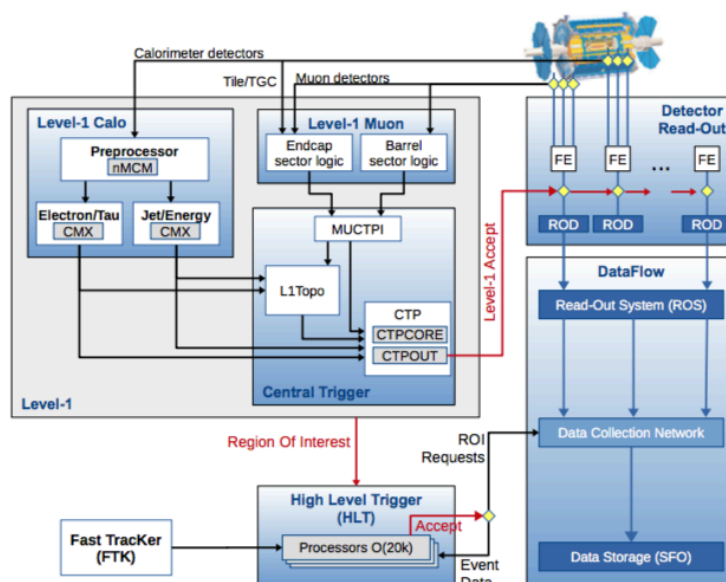 Calorimeter detectors
Tile/TGC
Muon detectors
Level-1 Calo
Preprocessor
nMCM
Electron/Tau
CMX
Jet/Energy
CMX
Level-1 Muon
Endcap
sector logic
Barrel
sector logic
MUCTPI
L1Topo
CTP
CTPCORE
CTPOUT
Central Trigger
Level-1
Level-1 Accept
Detector
Read-Out
FE
FE
...
FE
ROD
ROD
ROD
DataFlow
Read-Out System (ROS)
Data Collection Network
Data Storage (SFO)
Region Of Interest
ROI
Requests
High Level Trigger
(HLT)
Accept
Processors O(20k)
Fast TracKer
(FTK)
Event
Data